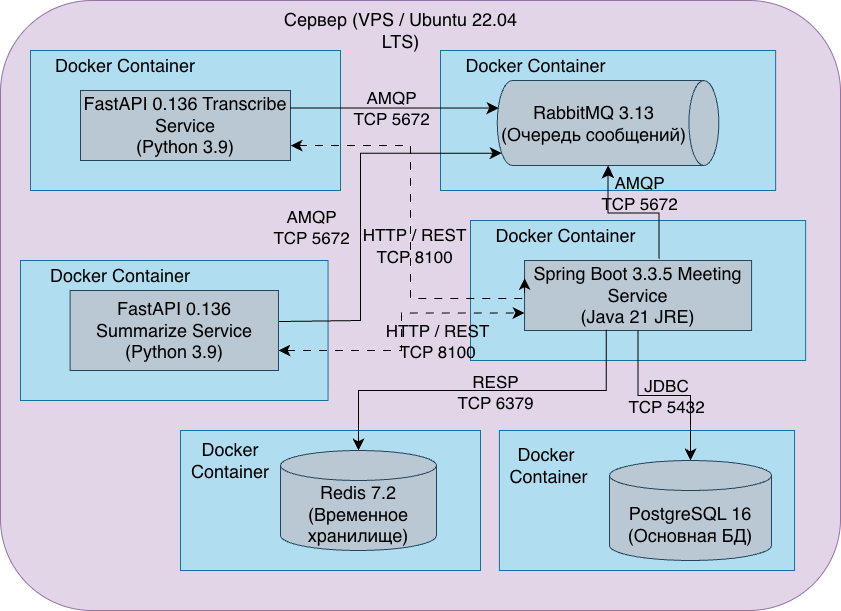 Сервер (VPS / Ubuntu 22.04
LTS)
Docker Container
FastAPI 0.136 Transcribe
Service
(Python 3.9)
AMQP
TCP 5672
Docker Container
RabbitMQ 3.13
(Очередь сообщений)
AMQP
TCP 5672
AMQP
TCP 5672
HTTP / REST
TCP 8100
Docker Container
Spring Boot 3.3.5 Meeting
Service
(Java 21 JRE)
Docker Container
FastAPI 0.136
Summarize Service
(Python 3.9)
HTTP / REST
TCP 8100
RESP
TCP 6379
JDBC
TCP 5432
Docker
Container
Redis 7.2
(Временное
хранилище)
Docker
Container
PostgreSQL 16
(Основная БД)